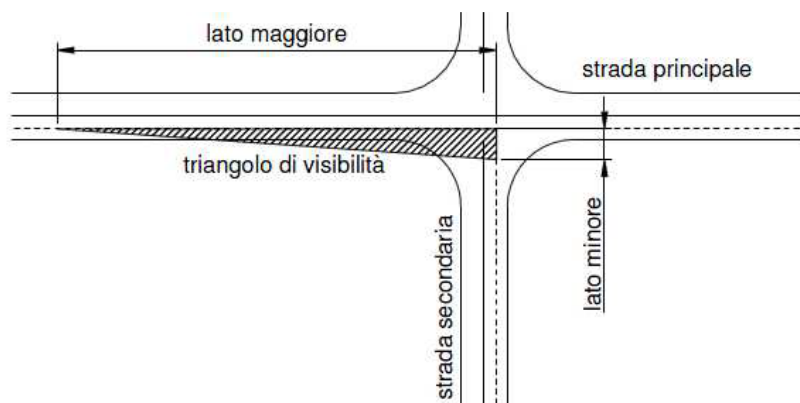 lato maggiore
strada principale
triangolo di visibilità
strada secondaria
lato minore